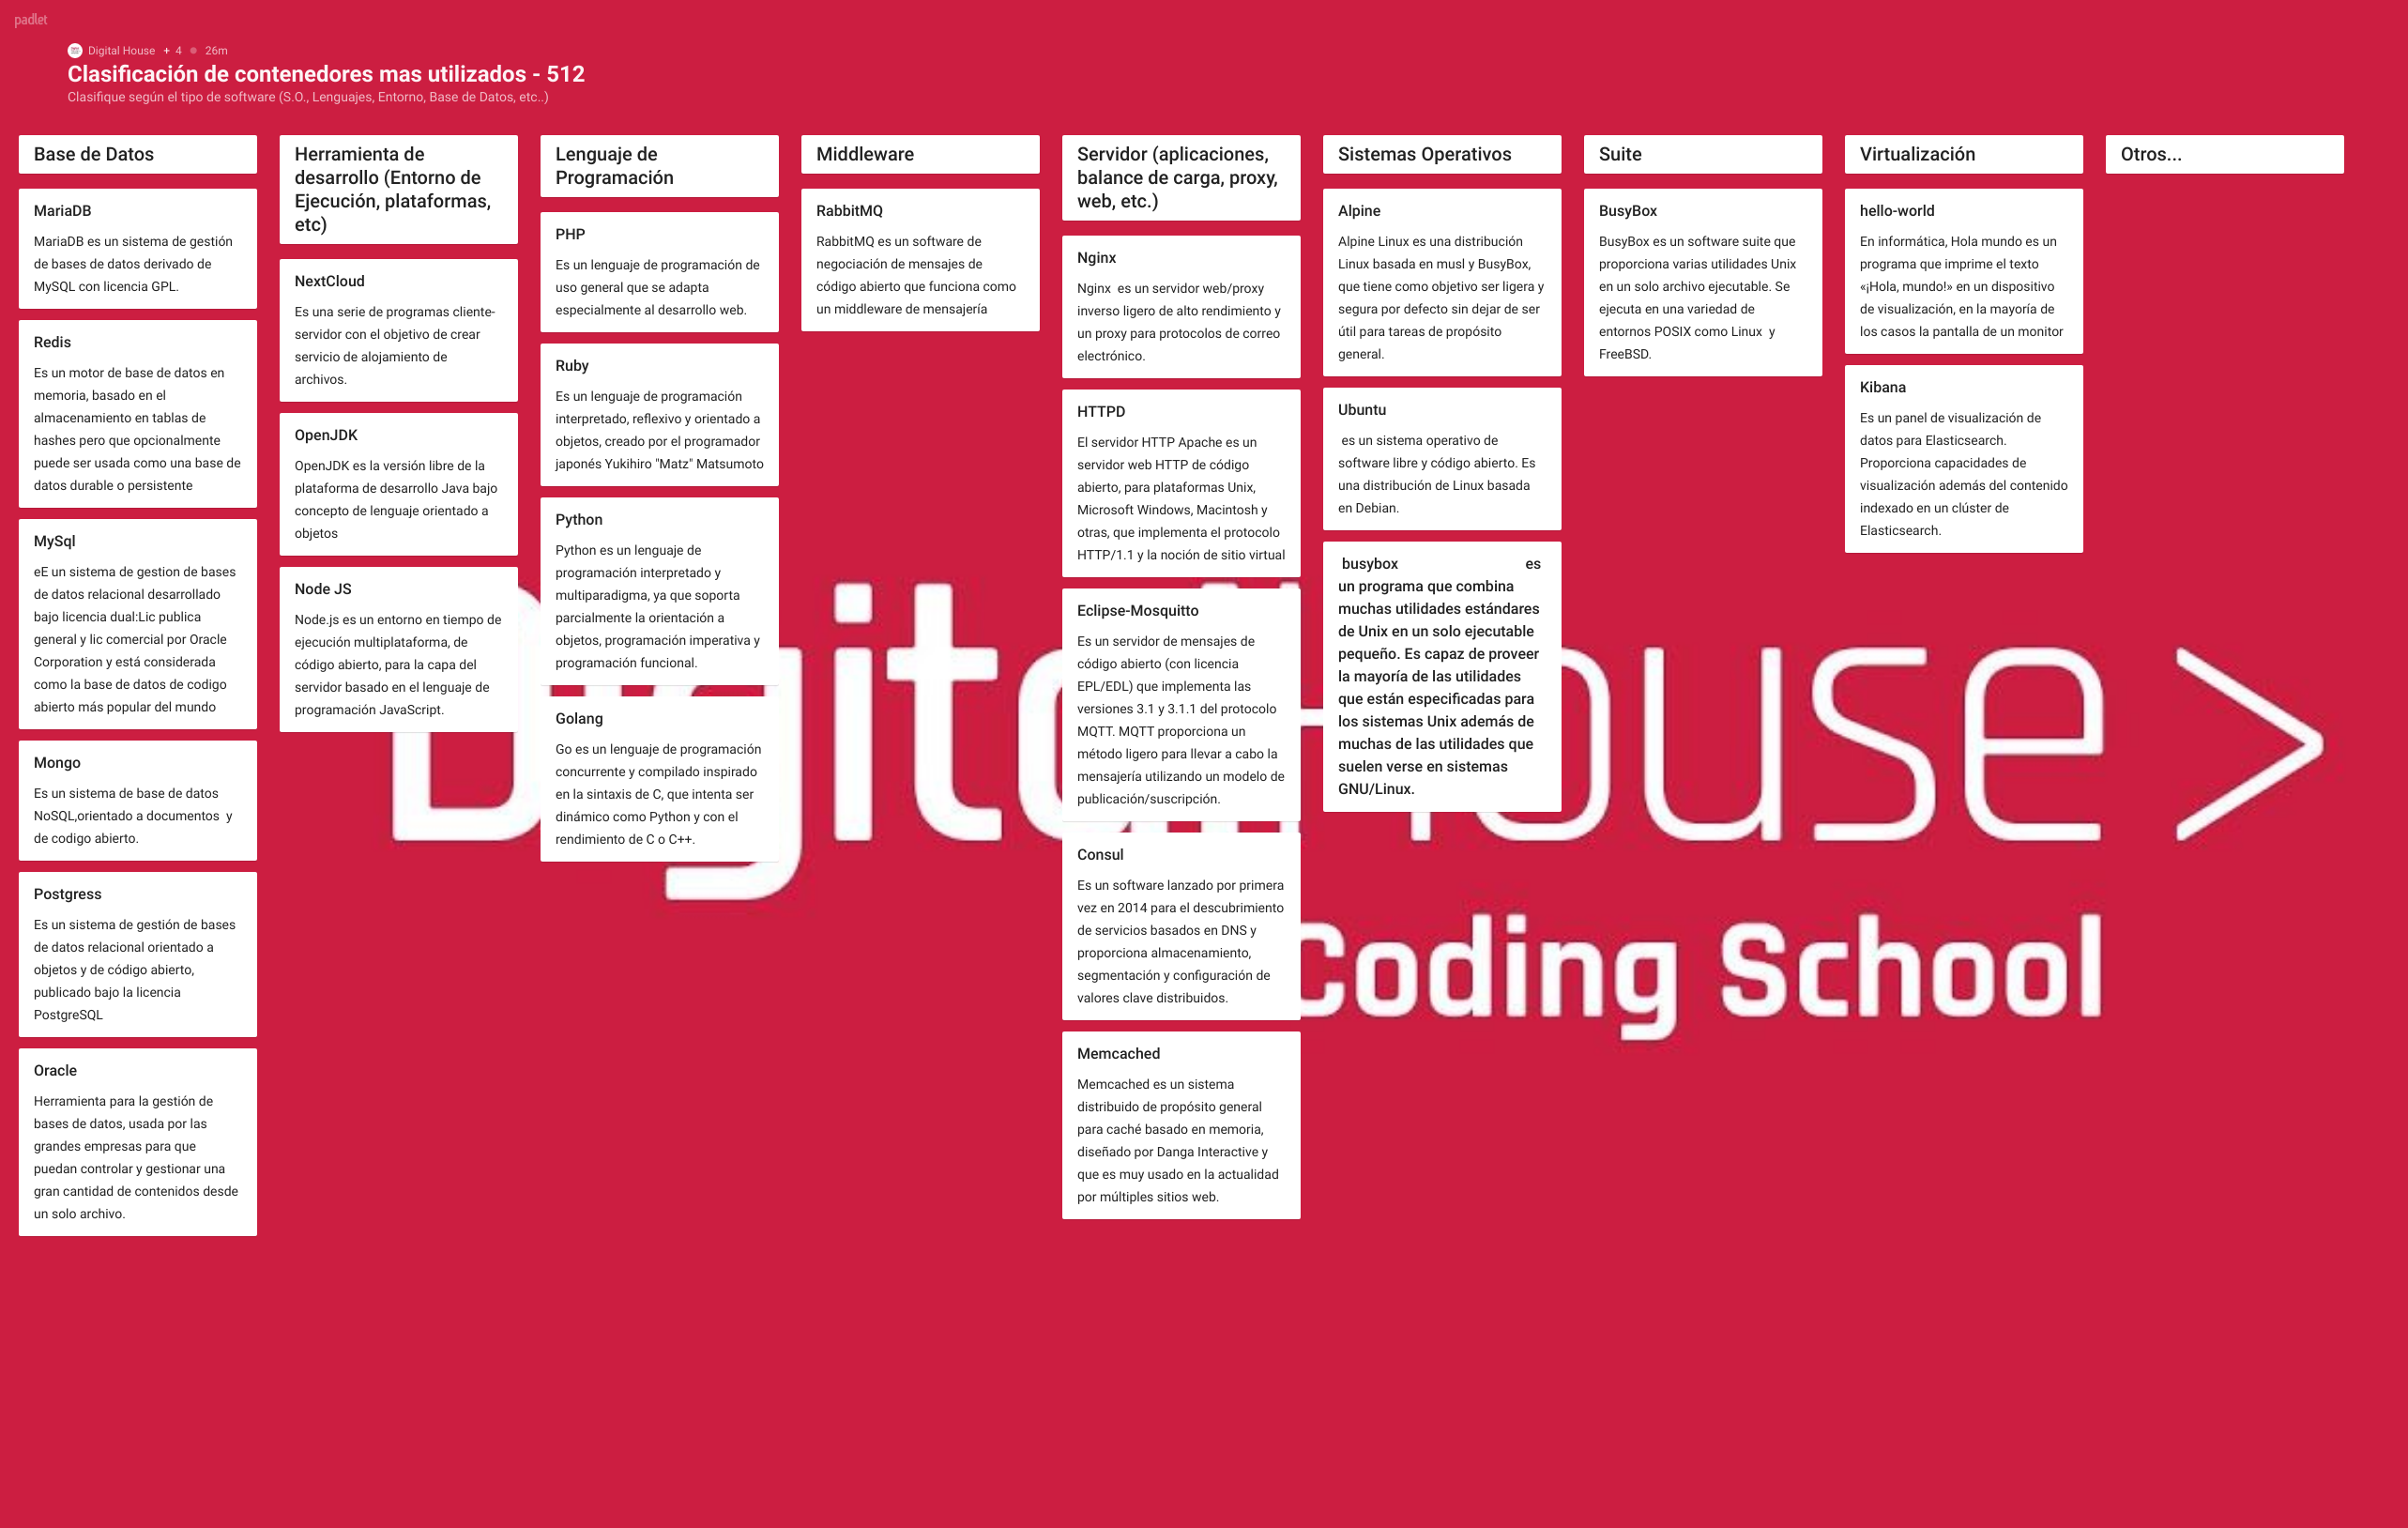 padlet
Digital House + 4 26m
Clasificación de contenedores mas utilizados - 512
Clasifique según el tipo de software (S.O., Lenguajes, Entorno, Base de Datos, etc..)
Base de Datos
MariaDB
MariaDB es un sistema de gestión
de bases de datos derivado de
MySQL con licencia GPL.
Redis
Es un motor de base de datos en
memoria, basado en el
almacenamiento en tablas de
hashes pero que opcionalmente
puede ser usada como una base de
datos durable o persistente
MySql
eE un sistema de gestion de bases
de datos relacional desarrollado
bajo licencia dual:Lic publica
general y lic comercial por Oracle
Corporation y está considerada
como la base de datos de codigo
abierto más popular del mundo
Mongo
Es un sistema de base de datos
NoSQL,orientado a documentos y
de codigo abierto.
Postgress
Es un sistema de gestión de bases
de datos relacional orientado a
objetos y de código abierto,
publicado bajo la licencia
PostgreSQL
Oracle
Herramienta para la gestión de
bases de datos, usada por las
grandes empresas para que
puedan controlar y gestionar una
gran cantidad de contenidos desde
un solo archivo.
Herramienta de
desarrollo (Entorno de
Ejecución, plataformas,
etc)
NextCloud
Es una serie de programas cliente-
servidor con el objetivo de crear
servicio de alojamiento de
archivos.
OpenJDK
OpenJDK es la versión libre de la
plataforma de desarrollo Java bajo
concepto de lenguaje orientado a
objetos
Node JS
Node.js es un entorno en tiempo de
ejecución multiplataforma, de
código abierto, para la capa del
servidor basado en el lenguaje de
programación JavaScript.
Lenguaje de
Programación
PHP
Es un lenguaje de programación de
uso general que se adapta
especialmente al desarrollo web.
Ruby
Es un lenguaje de programación
interpretado, reflexivo y orientado a
objetos, creado por el programador
japonés Yukihiro "Matz" Matsumoto
Python
Python es un lenguaje de
programación interpretado y
multiparadigma, ya que soporta
parcialmente la orientación a
objetos, programación imperativa y
programación funcional.
Golang
Go es un lenguaje de programación
concurrente y compilado inspirado
en la sintaxis de C, que intenta ser
dinámico como Python y con el
rendimiento de C o C++.
Middleware
RabbitMQ
RabbitMQ es un software de
negociación de mensajes de
código abierto que funciona como
un middleware de mensajería
Servidor (aplicaciones,
balance de carga, proxy,
web, etc.)
Nginx
Nginx es un servidor web/proxy
inverso ligero de alto rendimiento y
un proxy para protocolos de correo
electrónico.
HTTPD
El servidor HTTP Apache es un
servidor web HTTP de código
abierto, para plataformas Unix,
Microsoft Windows, Macintosh y
otras, que implementa el protocolo
HTTP/1.1 y la noción de sitio virtual
Eclipse-Mosquitto
Es un servidor de mensajes de
código abierto (con licencia
EPL/EDL) que implementa las
versiones 3.1 y 3.1.1 del protocolo
MQTT. MQTT proporciona un
método ligero para llevar a cabo la
mensajería utilizando un modelo de
publicación/suscripción.
Consul
Es un software lanzado por primera
vez en 2014 para el descubrimiento
de servicios basados en DNS y
proporciona almacenamiento,
segmentación y configuración de
valores clave distribuidos.
Memcached
Memcached es un sistema
distribuido de propósito general
para caché basado en memoria,
diseñado por Danga Interactive y
que es muy usado en la actualidad
por múltiples sitios web.
Sistemas Operativos
Alpine
Alpine Linux es una distribución
Linux basada en musl y BusyBox,
que tiene como objetivo ser ligera y
segura por defecto sin dejar de ser
útil para tareas de propósito
general.
Ubuntu
es un sistema operativo de
software libre y código abierto. Es
una distribución de Linux basada
en Debian.
busybox es
un programa que combina
muchas utilidades estándares
de Unix en un solo ejecutable
pequeño. Es capaz de proveer
la mayoría de las utilidades
que están especificadas para
los sistemas Unix además de
muchas de las utilidades que
suelen verse en sistemas
GNU/Linux.
Suite
BusyBox
BusyBox es un software suite que
proporciona varias utilidades Unix
en un solo archivo ejecutable. Se
ejecuta en una variedad de
entornos POSIX como Linux y
FreeBSD.
Virtualización
hello-world
En informática, Hola mundo es un
programa que imprime el texto
«¡Hola, mundo!» en un dispositivo
de visualización, en la mayoría de
los casos la pantalla de un monitor
Kibana
Es un panel de visualización de
datos para Elasticsearch.
Proporciona capacidades de
visualización además del contenido
indexado en un clúster de
Elasticsearch.
Otros...
Digital House >
Coding School